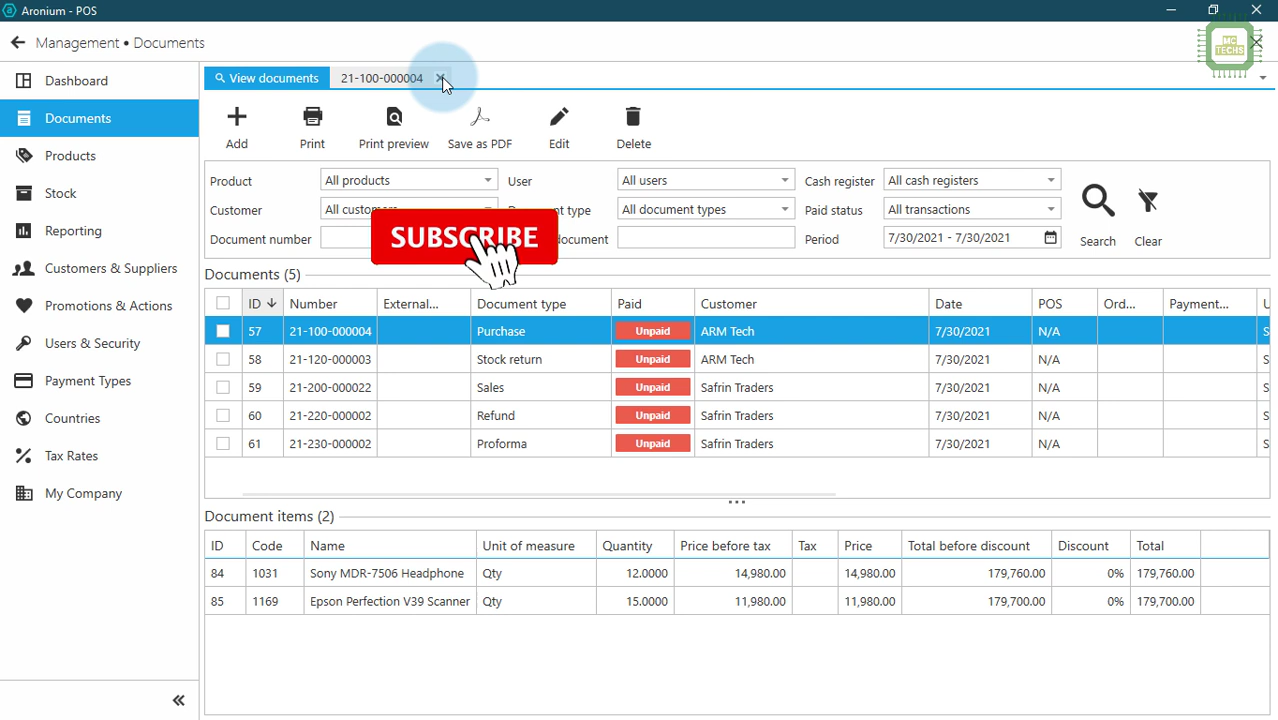 Aronium - POS
Management • Documents
MC
TECHS
Dashboard
Documents
Products
Stock
Reporting
Customers & Suppliers
Promotions & Actions
Users & Security
Payment Types
Countries
Tax Rates
My Company
View documents 21-100-000004
Add Print Print preview Save as PDF Edit Delete
Product All products User All users Cash register All cash registers
Customer All customers type All document types Paid status All transactions
Document number document Period 7/30/2021 - 7/30/2021
Search Clear
SUBSCRIBE
Documents (5)
ID Number External... Document type Paid Customer Date POS Ord... Payment... U
57 21-100-000004 Purchase Unpaid ARM Tech 7/30/2021 N/A S
58 21-120-000003 Stock return Unpaid ARM Tech 7/30/2021 N/A S
59 21-200-000022 Sales Unpaid Safrin Traders 7/30/2021 N/A S
60 21-220-000002 Refund Unpaid Safrin Traders 7/30/2021 N/A S
61 21-230-000002 Proforma Unpaid Safrin Traders 7/30/2021 N/A S
Document items (2)
ID Code Name Unit of measure Quantity Price before tax Tax Price Total before discount Discount Total
84 1031 Sony MDR-7506 Headphone Qty 12.0000 14,980.00 14,980.00 179,760.00 0% 179,760.00
85 1169 Epson Perfection V39 Scanner Qty 15.0000 11,980.00 11,980.00 179,700.00 0% 179,700.00